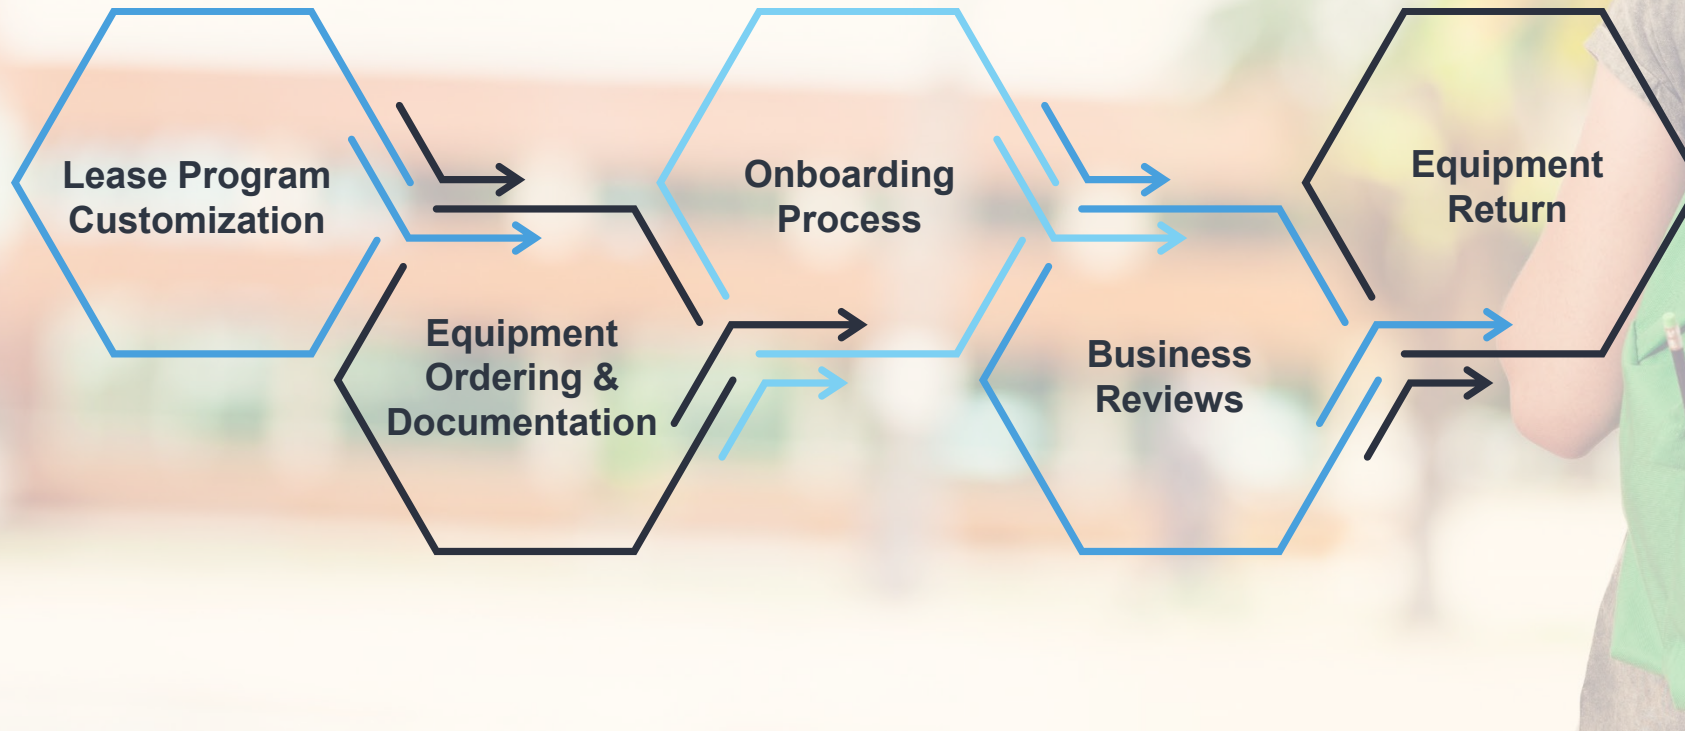 Lease Program
Customization
Equipment
Ordering &
Documentation
Onboarding
Process
Business
Reviews
Equipment
Return